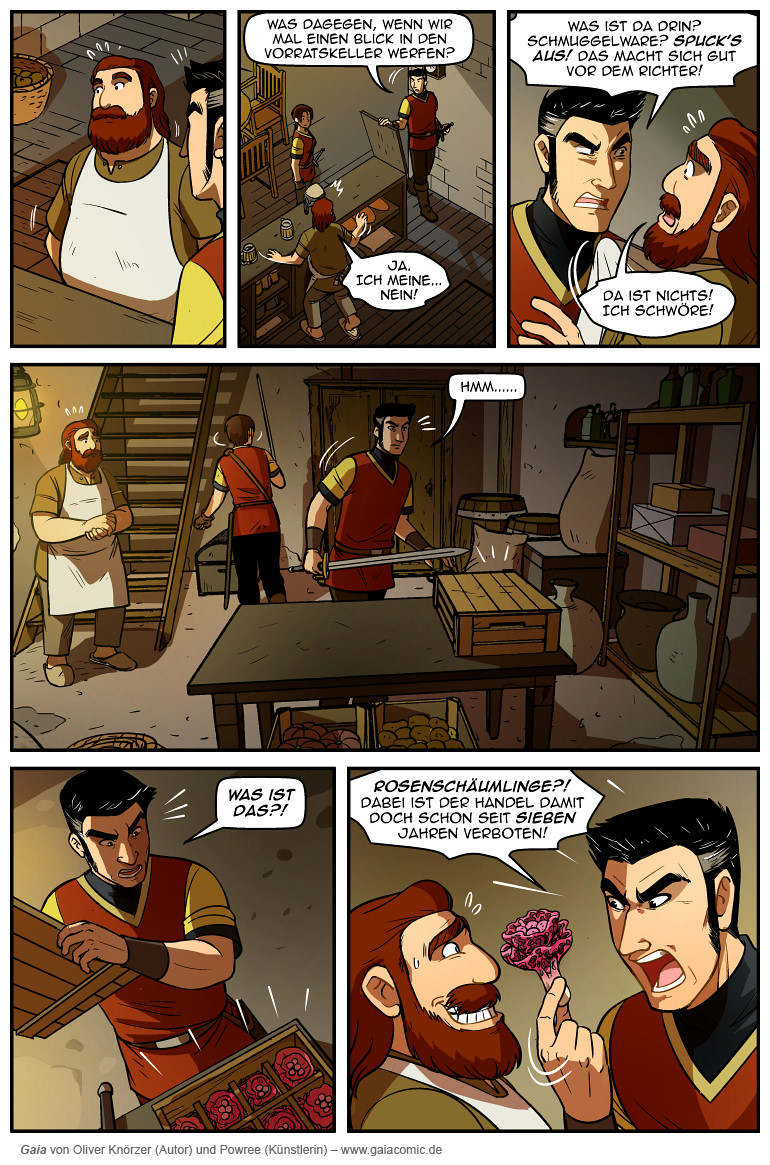 WAS DAGEGEN, WENN WIR
MAL EINEN BLICK IN DEN
VORRATSKELLER WERFEN?
JA.
ICH MEINE...
NEIN!
WAS IST DA DRIN?
SCHMUGGELWARE? SPUCK'S
AUS! DAS MACHT SICH GUT
VOR DEM RICHTER!
DA IST NICHTS!
ICH SCHWÖRE!
HMM......
WAS IST
DAS?!
ROSENSCHÄUMLINGE?!
DABEI IST DER HANDEL DAMIT
DOCH SCHON SEIT SIEBEN
JAHREN VERBOTEN!
Gaia von Oliver Knörzer (Autor) und Powree (Künstlerin) – www.gaiacomic.de